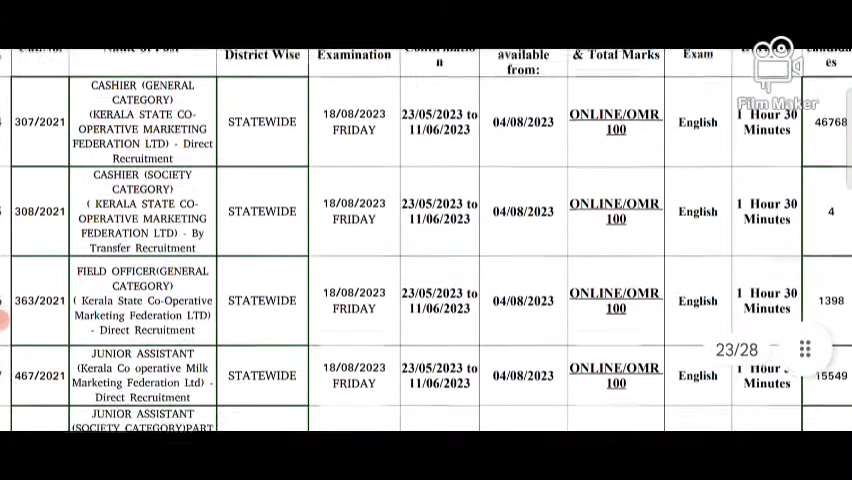 District Wise
Examination
n
available
from:
& Total Marks
Exam
es
Film Maker
307/2021
CASHIER (GENERAL
CATEGORY)
(KERALA STATE CO-
OPERATIVE MARKETING
FEDERATION LTD) - Direct
Recruitment
STATEWIDE
18/08/2023
FRIDAY
23/05/2023 to
11/06/2023
04/08/2023
ONLINE/OMR
100
English
1 Hour 30
Minutes
46768
308/2021
CASHIER (SOCIETY
CATEGORY)
( KERALA STATE CO-
OPERATIVE MARKETING
FEDERATION LTD) - By
Transfer Recruitment
STATEWIDE
18/08/2023
FRIDAY
23/05/2023 to
11/06/2023
04/08/2023
ONLINE/OMR
100
English
1 Hour 30
Minutes
4
363/2021
FIELD OFFICER(GENERAL
CATEGORY)
( Kerala State Co-Operative
Marketing Federation LTD)
- Direct Recruitment
STATEWIDE
18/08/2023
FRIDAY
23/05/2023 to
11/06/2023
04/08/2023
ONLINE/OMR
100
English
1 Hour 30
Minutes
1398
23/28
467/2021
JUNIOR ASSISTANT
(Kerala Co operative Milk
Marketing Federation Ltd) -
Direct Recruitment
STATEWIDE
18/08/2023
FRIDAY
23/05/2023 to
11/06/2023
04/08/2023
ONLINE/OMR
100
English
1 Hour
Minutes
15549
JUNIOR ASSISTANT
(SOCIETY CATEGORY)PART